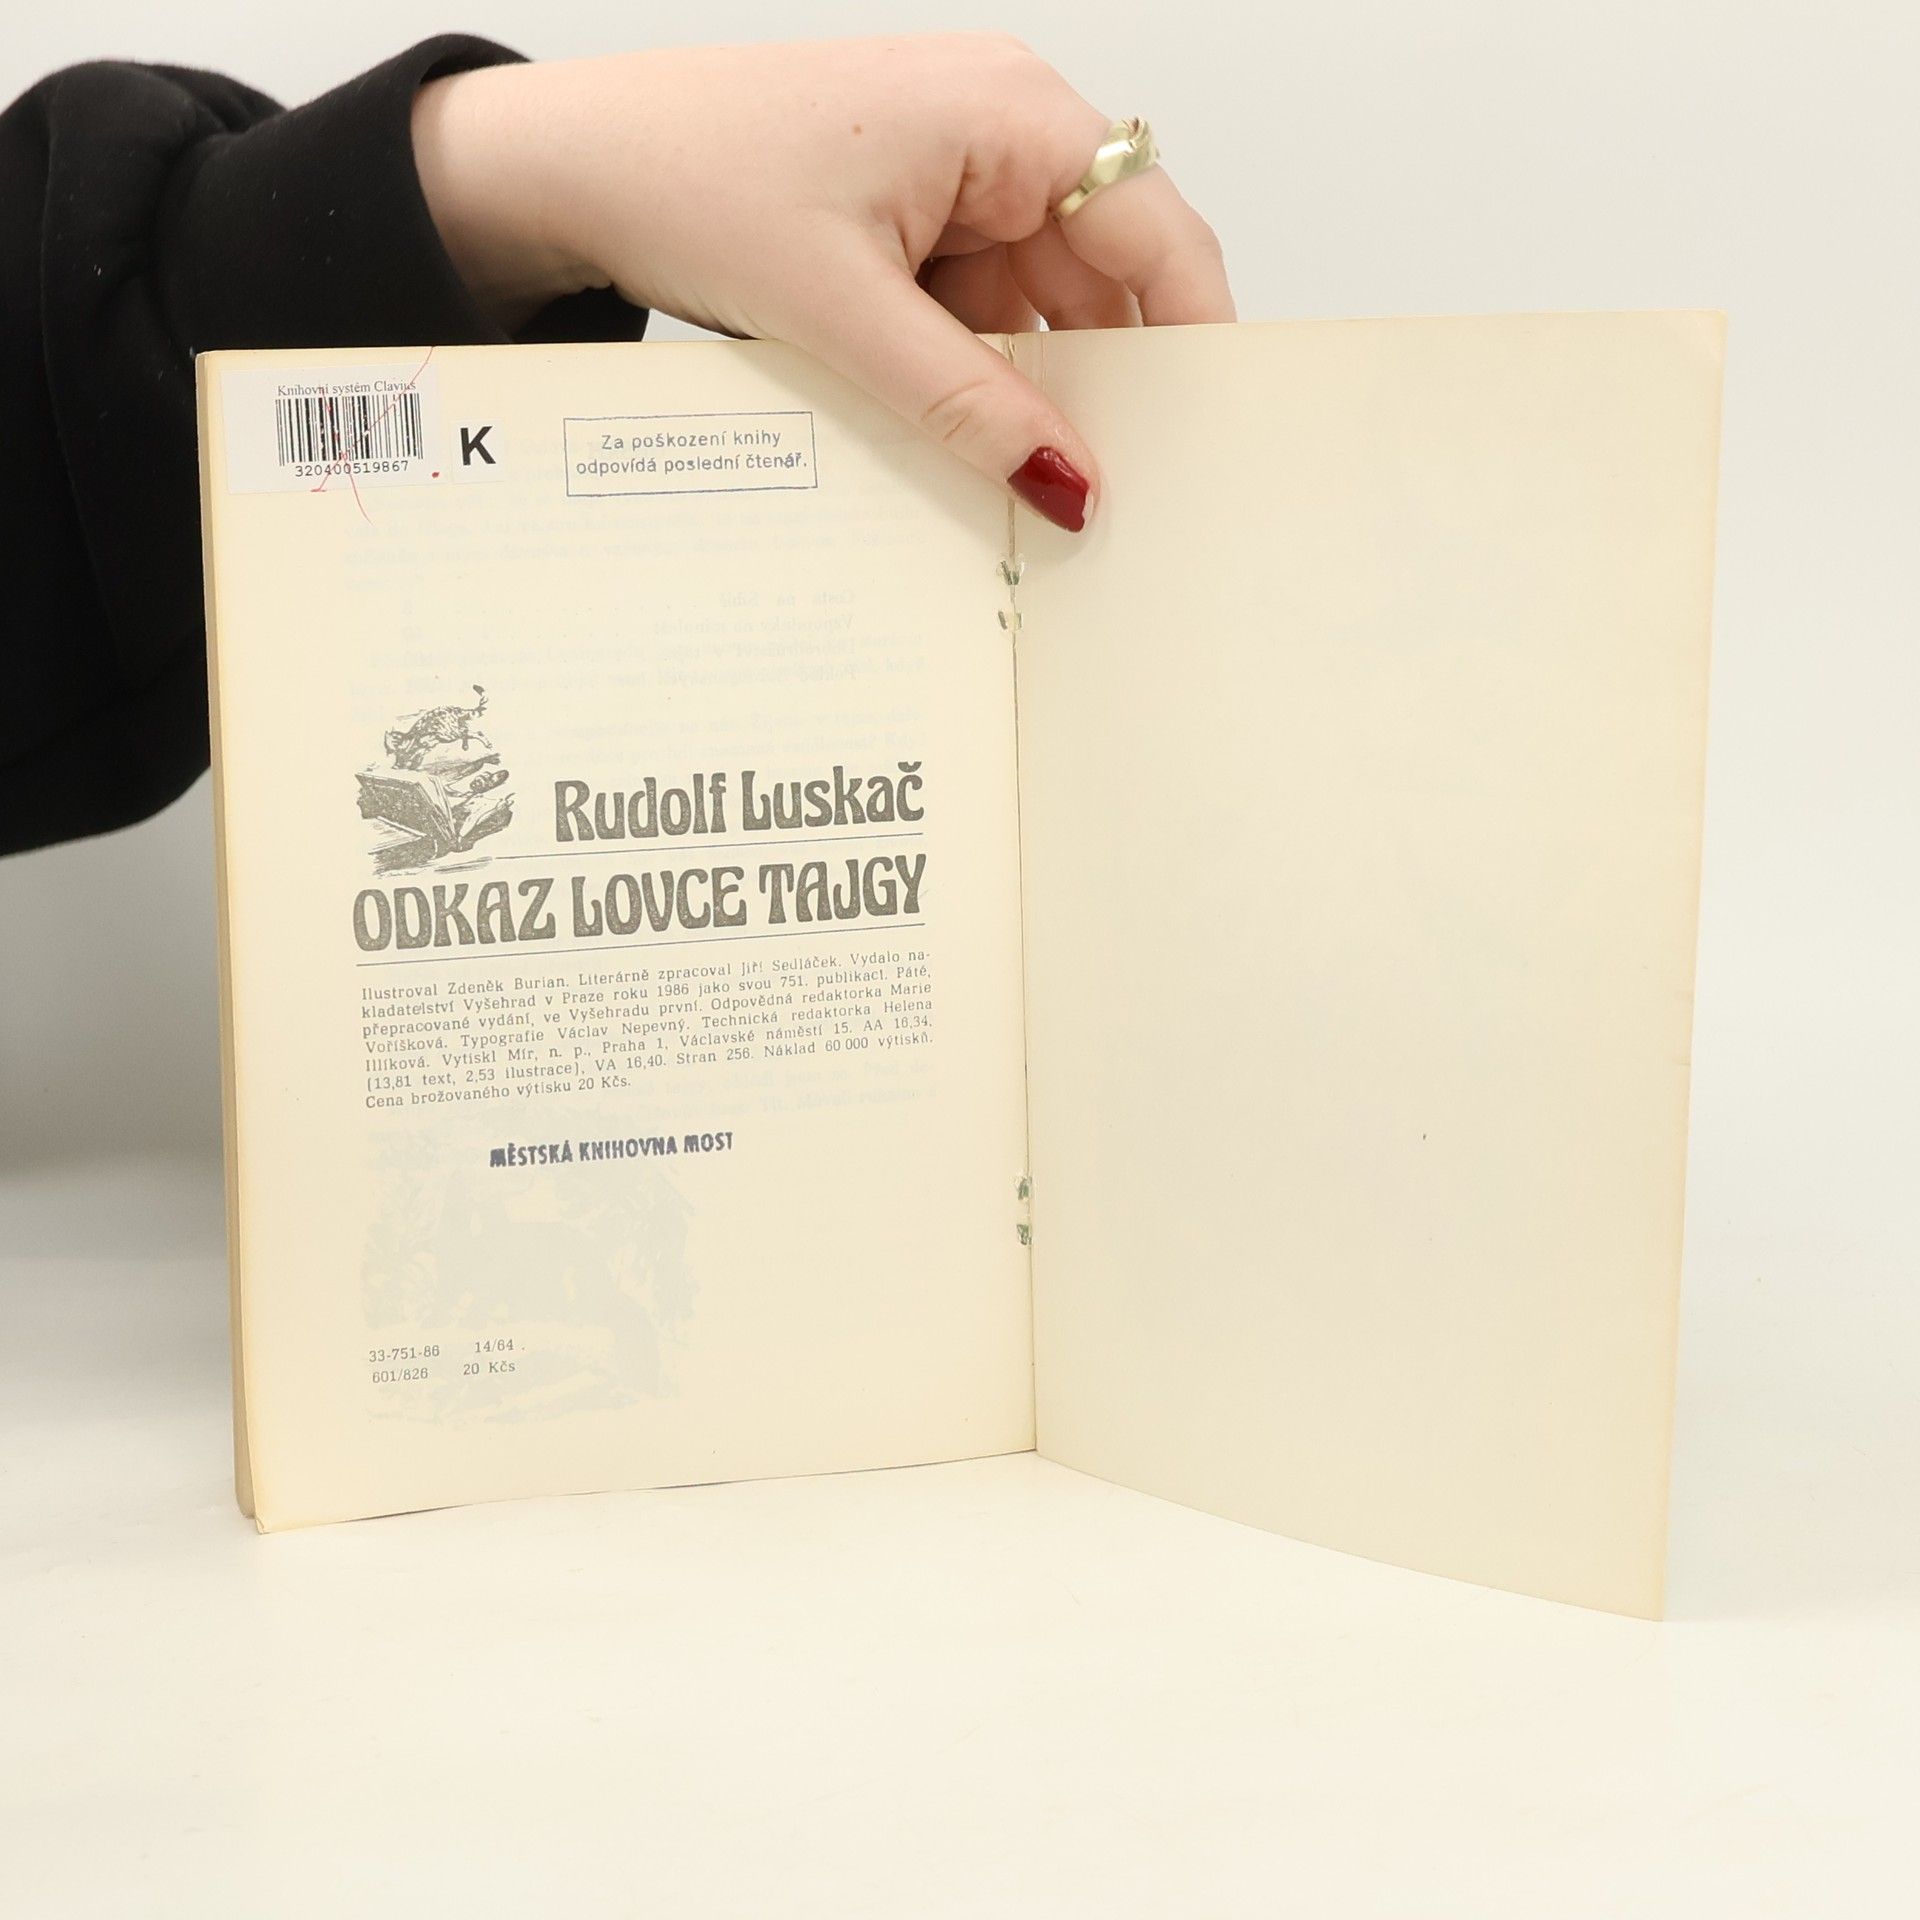 Knihovní systém Clavius
320400519867
K
Za poškození knihy
odpovídá poslední čtenář.
Rudolf Luskač
ODKAZ LOVCE TAJGY
Ilustroval Zdeněk Burian. Literárně zpracoval Jiří Sedláček. Vydalo na-
kladatelství Vyšehrad v Praze roku 1986 jako svou 751. publikaci. Páté,
přepracované vydání, ve Vyšehradu první. Odpovědná redaktorka Marie
Voříšková. Typografie Václav Nepevný. Technická redaktorka Helena
Illíková. Vytiskl Mír, n. p., Praha 1, Václavské náměstí 15. AA 16,34.
(13,81 text, 2,53 ilustrace), VA 16,40. Stran 256. Náklad 60 000 výtisků.
Cena brožovaného výtisku 20 Kčs.
MĚSTSKÁ KNIHOVNA MOST
33-751-86 14/64 .
601/826 20 Kčs